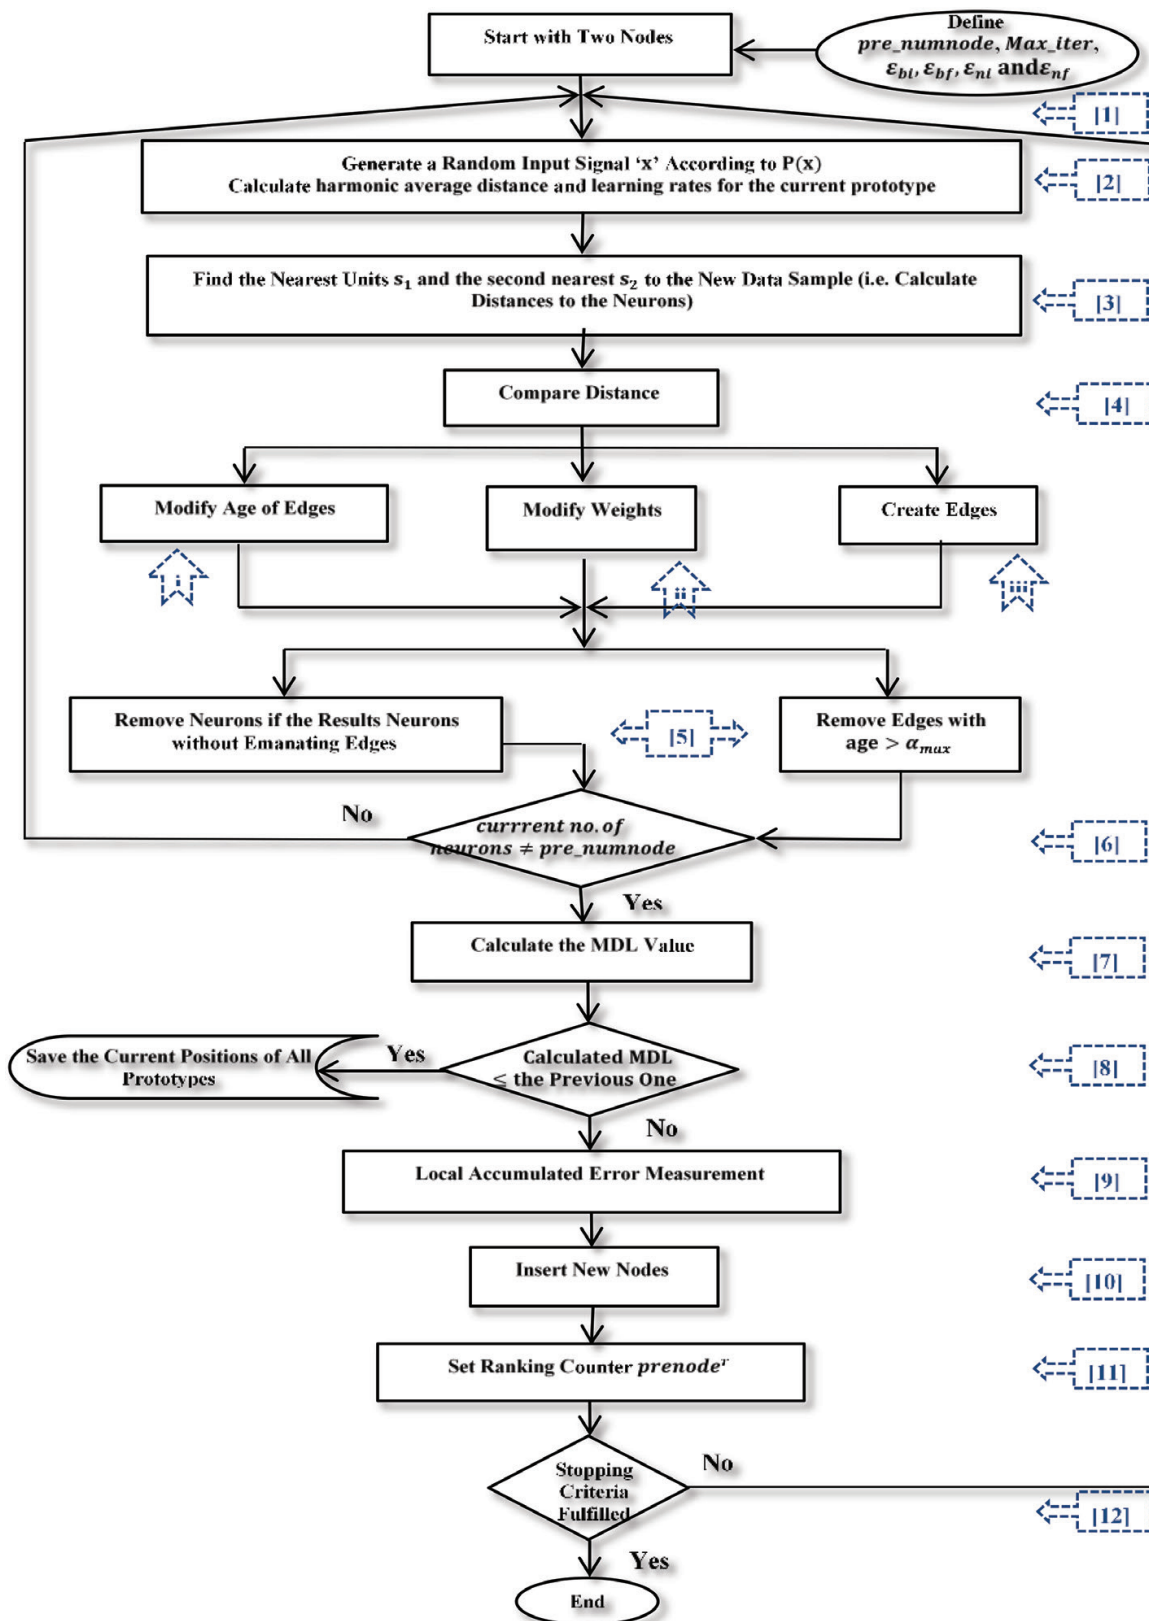 Start with Two Nodes
Define
pre_numnode, Max_iter,
ε_bi, ε_bf, ε_ni and ε_nf
[1]
Generate a Random Input Signal ‘x’ According to P(x)
Calculate harmonic average distance and learning rates for the current prototype
[2]
Find the Nearest Units s₁ and the second nearest s₂ to the New Data Sample (i.e. Calculate
Distances to the Neurons)
[3]
Compare Distance
[4]
Modify Age of Edges
Modify Weights
Create Edges
i
ii
iii
Remove Neurons if the Results Neurons
without Emanating Edges
[5]
Remove Edges with
age > α_max
No
currrent no. of
neurons ≠ pre_numnode
[6]
Yes
Calculate the MDL Value
[7]
Save the Current Positions of All
Prototypes
Yes
Calculated MDL
≤ the Previous One
[8]
No
Local Accumulated Error Measurement
[9]
Insert New Nodes
[10]
Set Ranking Counter prenodeʳ
[11]
Stopping
Criteria
Fulfilled
No
[12]
Yes
End